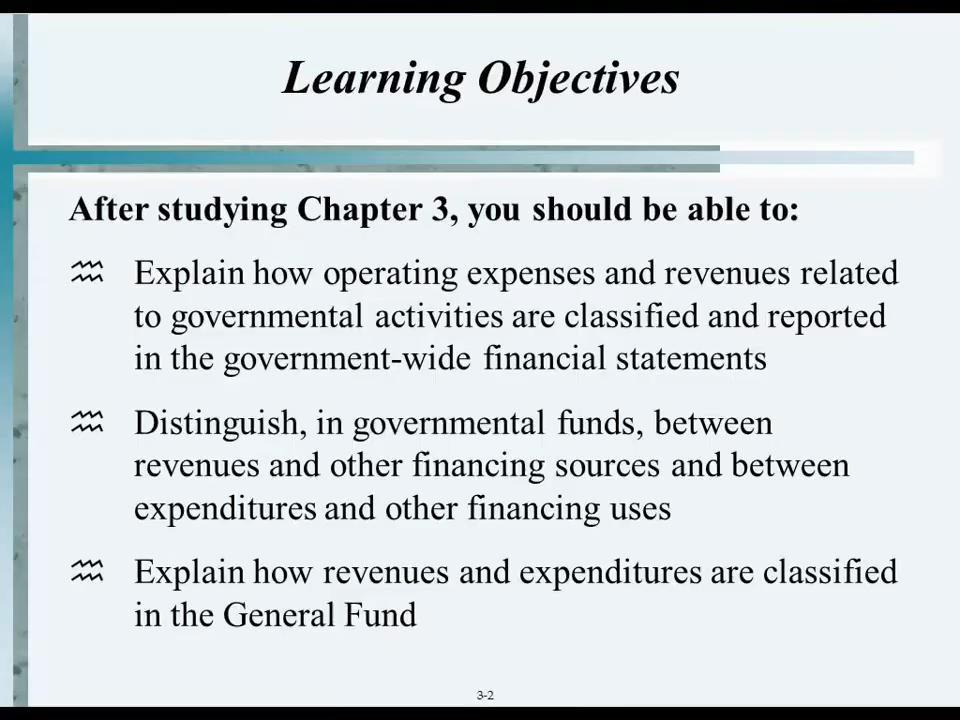 Learning Objectives
After studying Chapter 3, you should be able to:
Explain how operating expenses and revenues related
to governmental activities are classified and reported
in the government-wide financial statements
Distinguish, in governmental funds, between
revenues and other financing sources and between
expenditures and other financing uses
Explain how revenues and expenditures are classified
in the General Fund
3-2